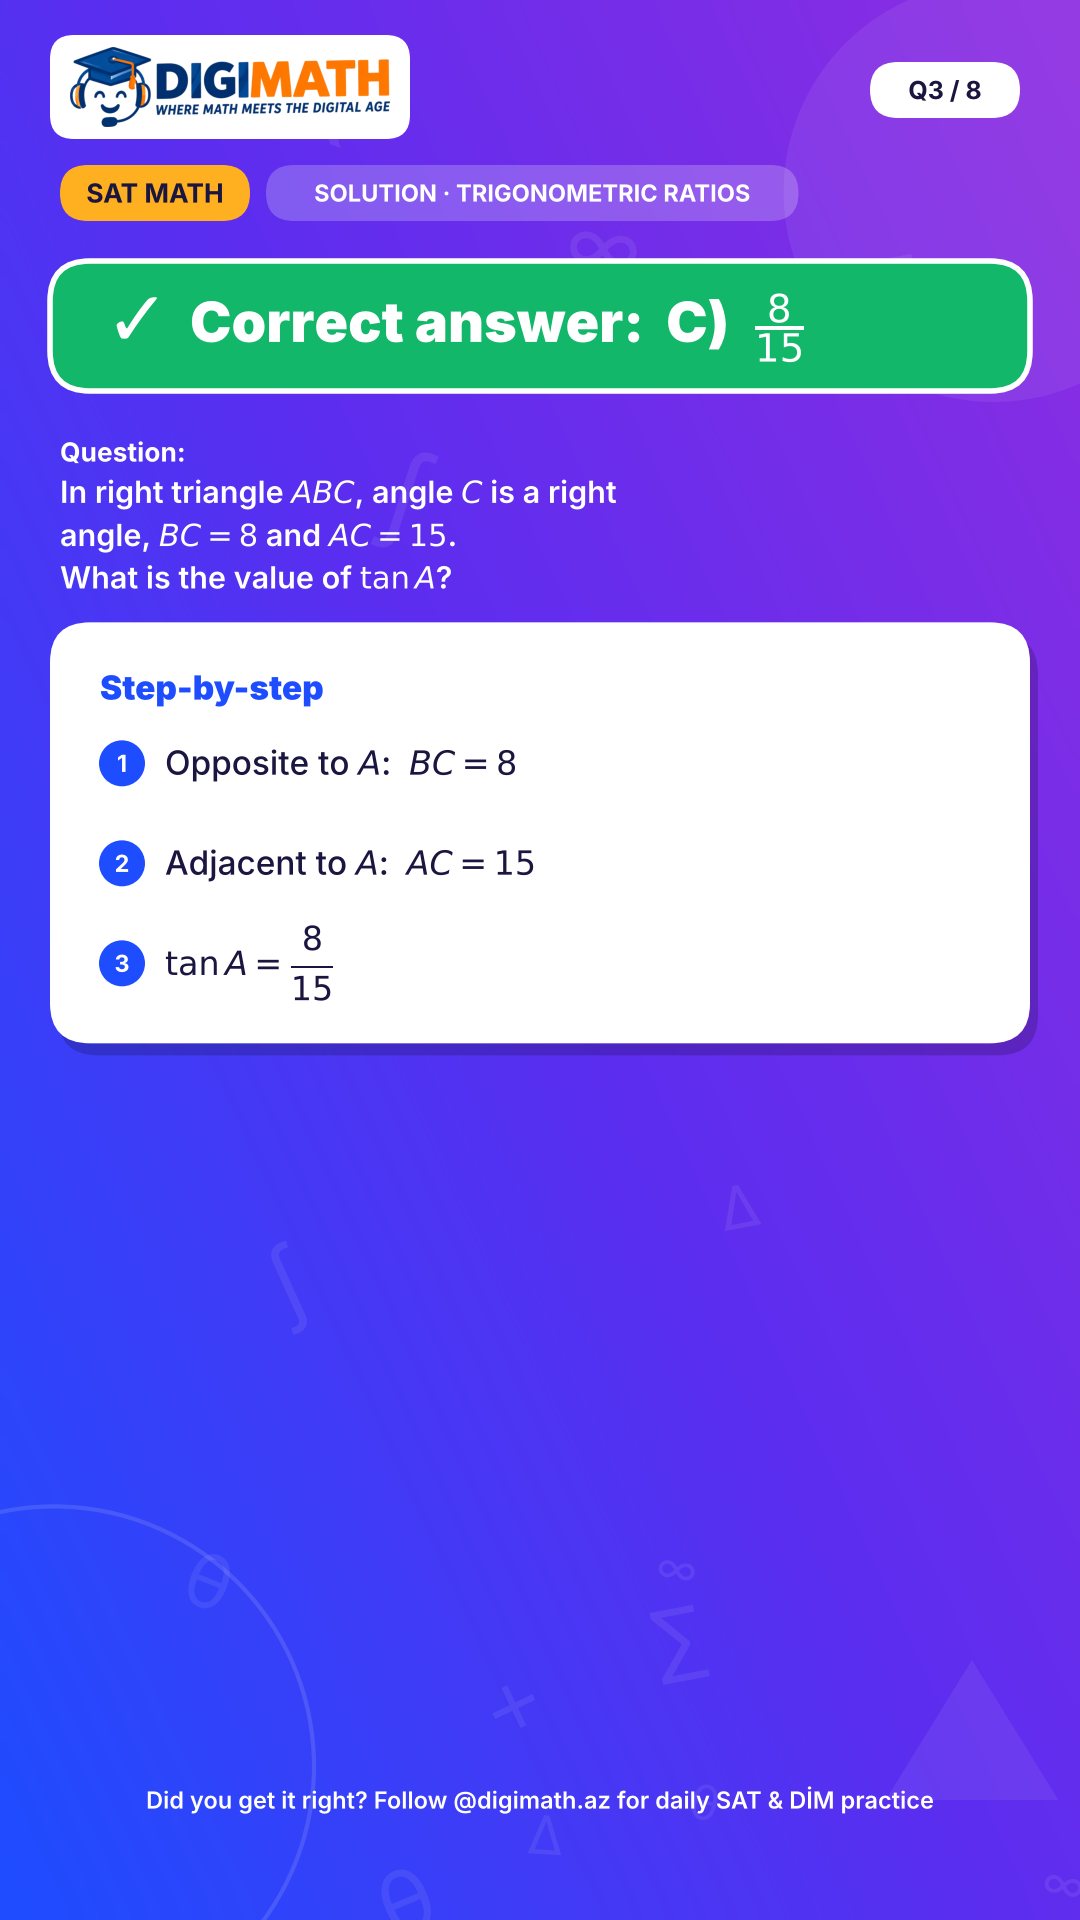 DIGIMATH
WHERE MATH MEETS THE DIGITAL AGE
Q3 / 8
SAT MATH
SOLUTION · TRIGONOMETRIC RATIOS
✓ Correct answer: C) 8/15
Question:
In right triangle ABC, angle C is a right
angle, BC = 8 and AC = 15.
What is the value of tan A?
Step-by-step
1 Opposite to A: BC = 8
2 Adjacent to A: AC = 15
3 tan A = 8/15
Did you get it right? Follow @digimath.az for daily SAT & DİM practice